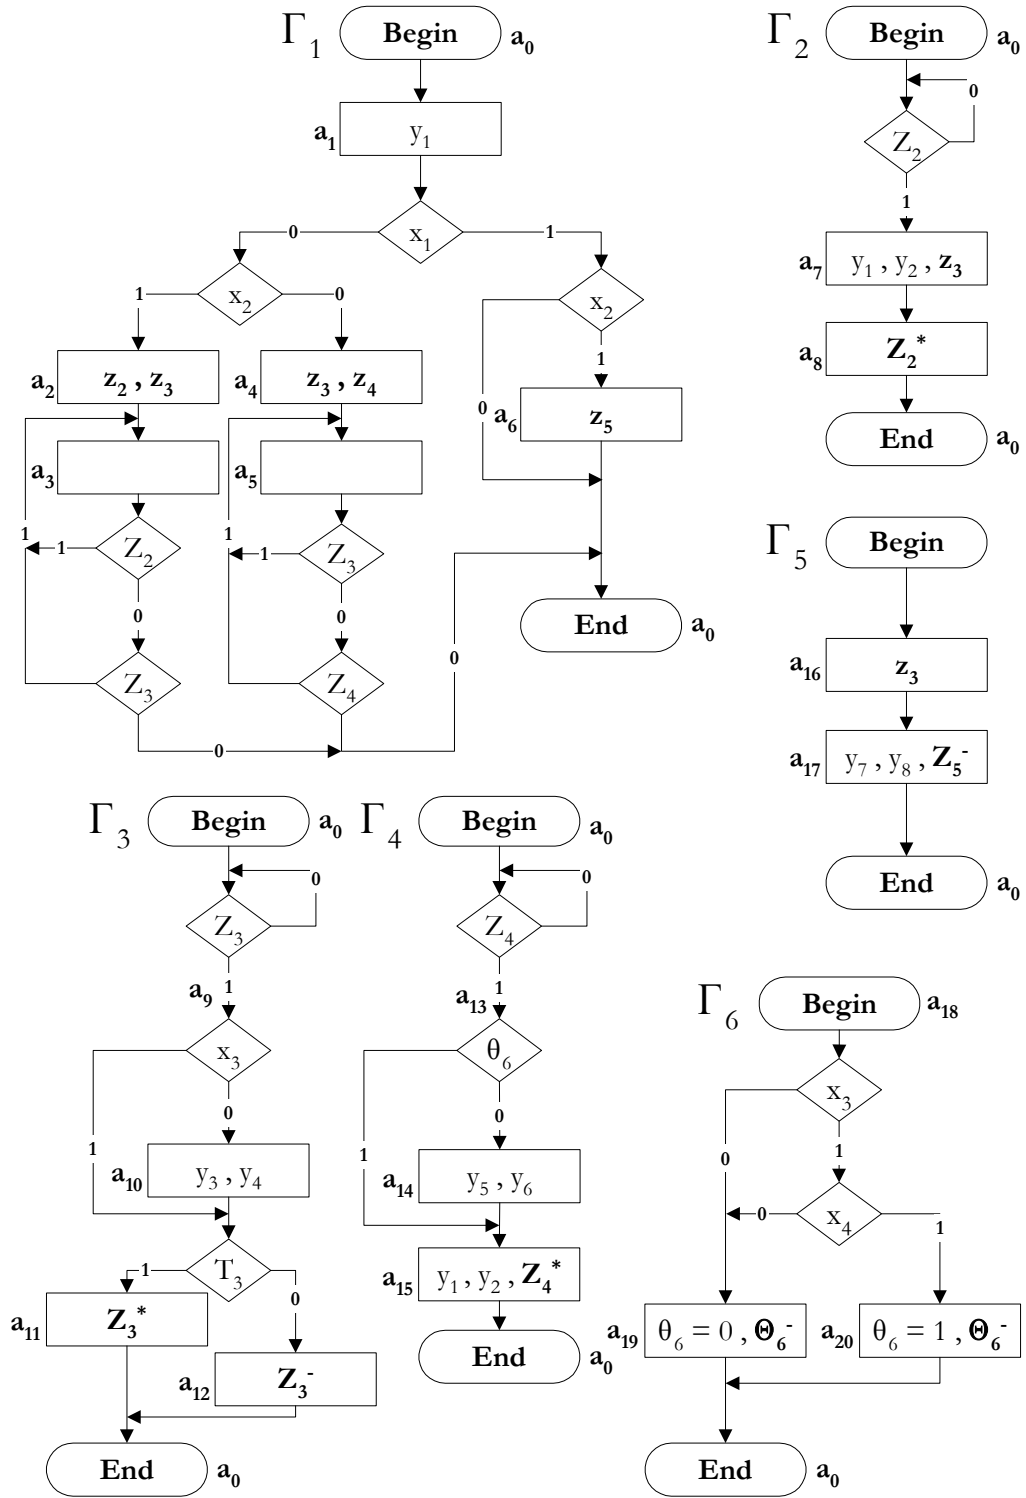 Γ1
Begin a0
a1 y1
x1
0 1
x2
1 0
x2
0 1
a2 z2 , z3
a4 z3 , z4
a6 z5
a3
a5
Z2
1 1 0
Z3
1 1 0
Z3
Z4
0 0
End a0
Γ2
Begin a0
0
Z2
1
a7 y1 , y2 , z3
a8 Z2*
End a0
Γ5
Begin
a16 z3
a17 y7 , y8 , Z5-
End a0
Γ3
Begin a0
0
Z3
a9 1
x3
0
1
a10 y3 , y4
T3
1 0
a11 Z3*
a12 Z3-
End a0
Γ4
Begin a0
0
Z4
a13 1
θ6
0
1
a14 y5 , y6
a15 y1 , y2 , Z4*
End a0
Γ6
Begin a18
x3
0 1
x4
0 1
a19 θ6 = 0 , Θ6-
a20 θ6 = 1 , Θ6-
End a0